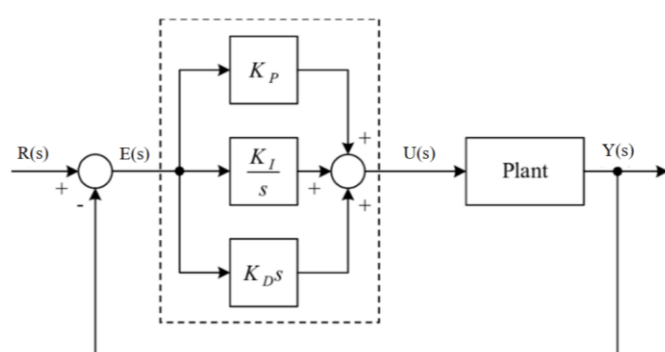 K_P
+
R(s)
E(s)
K_I
s
U(s)
Plant
Y(s)
+
+
-
+
K_D s